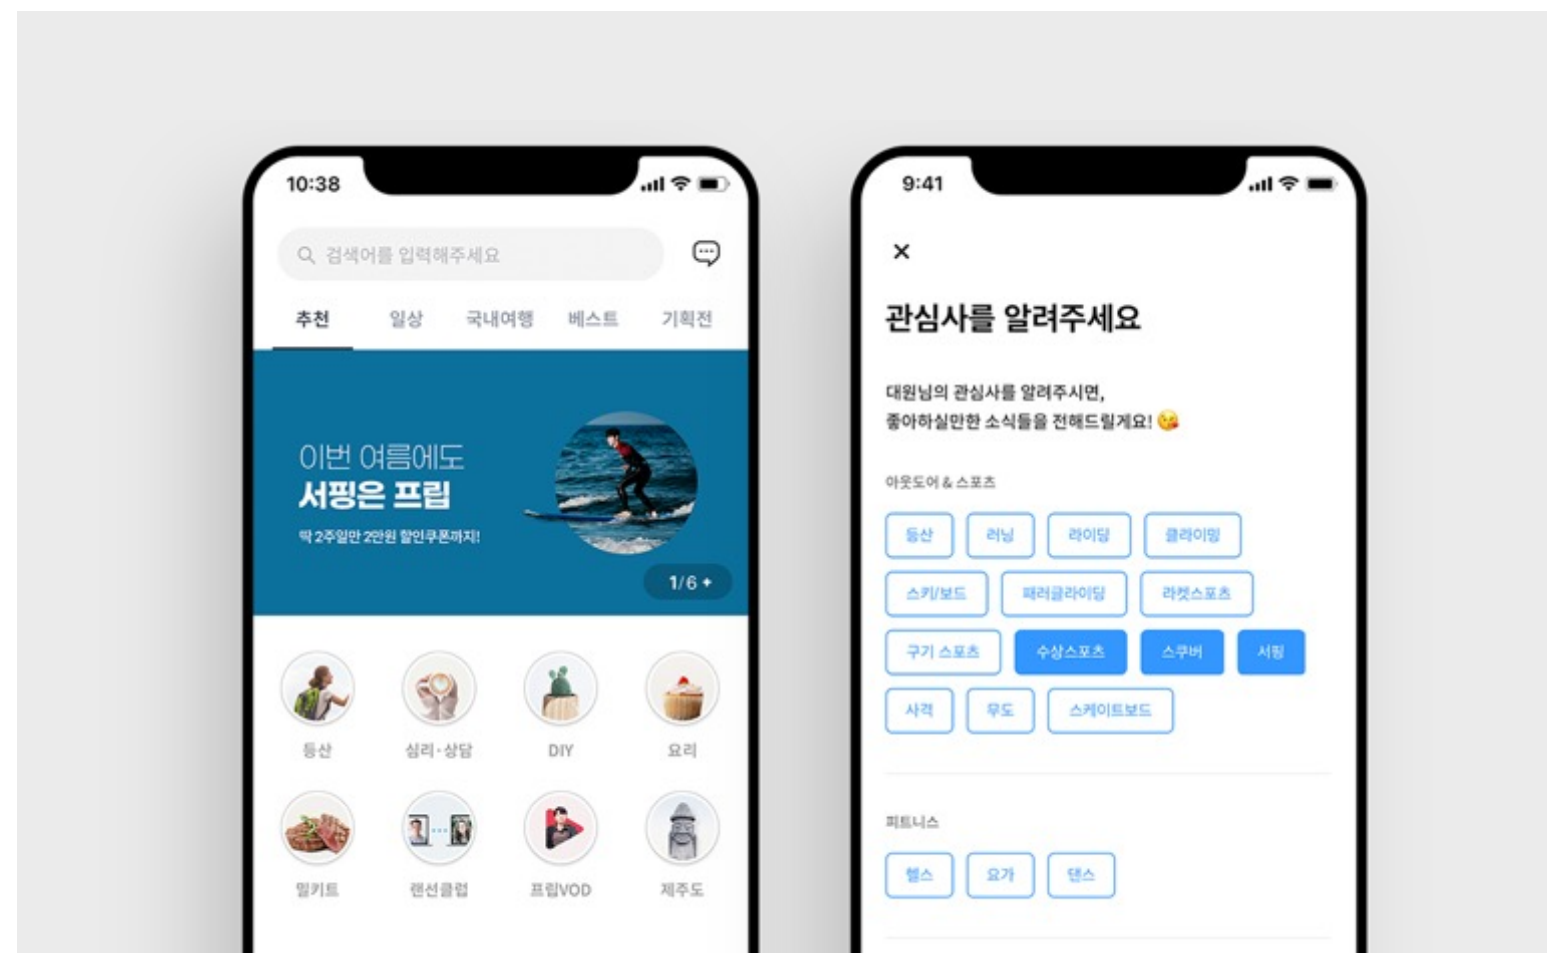 10:38
검색어를 입력해주세요
추천 일상 국내여행 베스트 기획전
이번 여름에도
서핑은 프립
딱 2주일만 2만원 할인쿠폰까지!
1/6 +
등산 심리·상담 DIY 요리
밀키트 랜선클럽 프립VOD 제주도
9:41
×
관심사를 알려주세요
대원님의 관심사를 알려주시면,
좋아하실만한 소식들을 전해드릴게요! 😘
아웃도어 & 스포츠
등산 러닝 라이딩 클라이밍
스키/보드 패러글라이딩 라켓스포츠
구기 스포츠 수상스포츠 스쿠버 서핑
사격 무도 스케이트보드
피트니스
헬스 요가 댄스